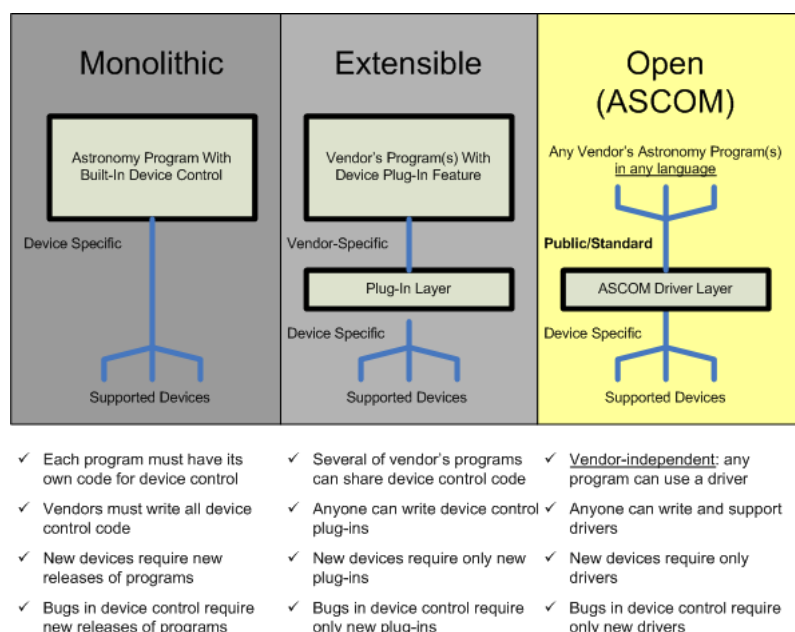 Monolithic
Astronomy Program With
Built-In Device Control
Device Specific
Supported Devices
Extensible
Vendor's Program(s) With
Device Plug-In Feature
Vendor-Specific
Plug-In Layer
Device Specific
Supported Devices
Open
(ASCOM)
Any Vendor's Astronomy Program(s)
in any language
Public/Standard
ASCOM Driver Layer
Device Specific
Supported Devices
✓ Each program must have its
own code for device control
✓ Vendors must write all device
control code
✓ New devices require new
releases of programs
✓ Bugs in device control require
new releases of programs
✓ Several of vendor's programs
can share device control code
✓ Anyone can write device control
plug-ins
✓ New devices require only new
plug-ins
✓ Bugs in device control require
only new plug-ins
✓ Vendor-independent: any
program can use a driver
✓ Anyone can write and support
drivers
✓ New devices require only
drivers
✓ Bugs in device control require
only new drivers